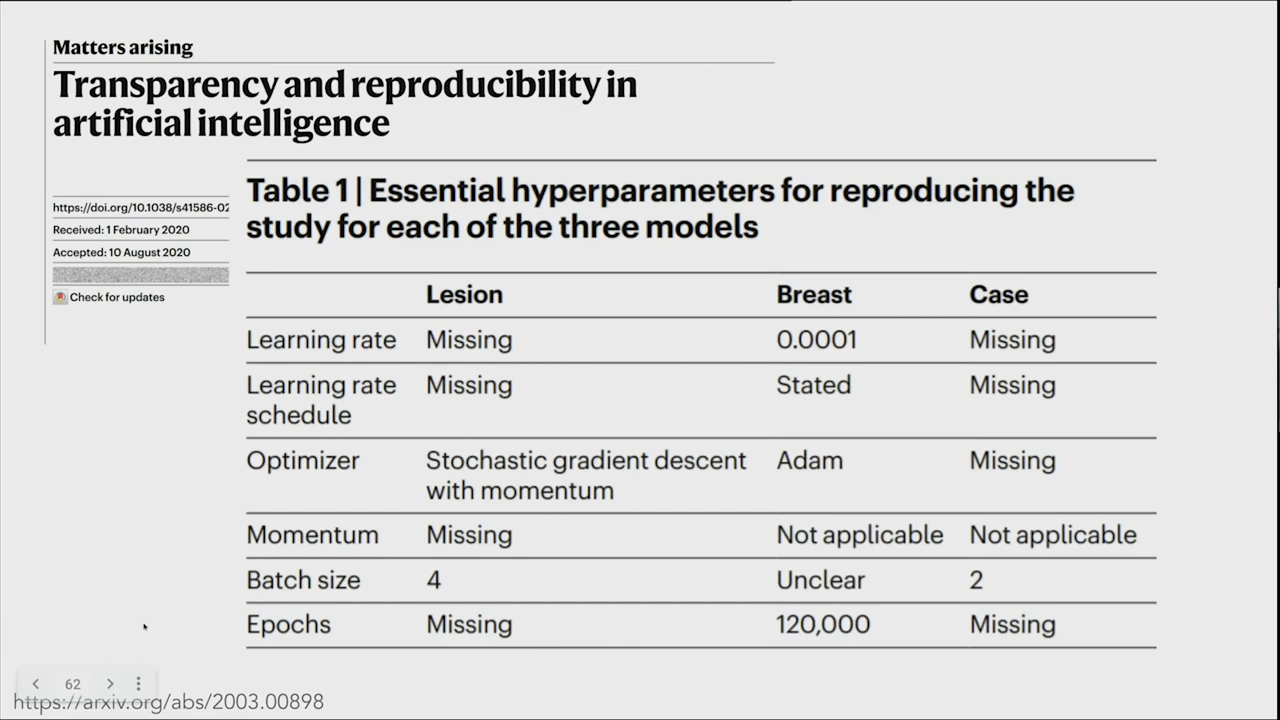 Matters arising
Transparency and reproducibility in
artificial intelligence
https://doi.org/10.1038/s41586-02
Received: 1 February 2020
Accepted: 10 August 2020
Check for updates
Table 1 | Essential hyperparameters for reproducing the
study for each of the three models
Lesion Breast Case
Learning rate Missing 0.0001 Missing
Learning rate Missing Stated Missing
schedule
Optimizer Stochastic gradient descent Adam Missing
with momentum
Momentum Missing Not applicable Not applicable
Batch size 4 Unclear 2
Epochs Missing 120,000 Missing
62
https://arxiv.org/abs/2003.00898